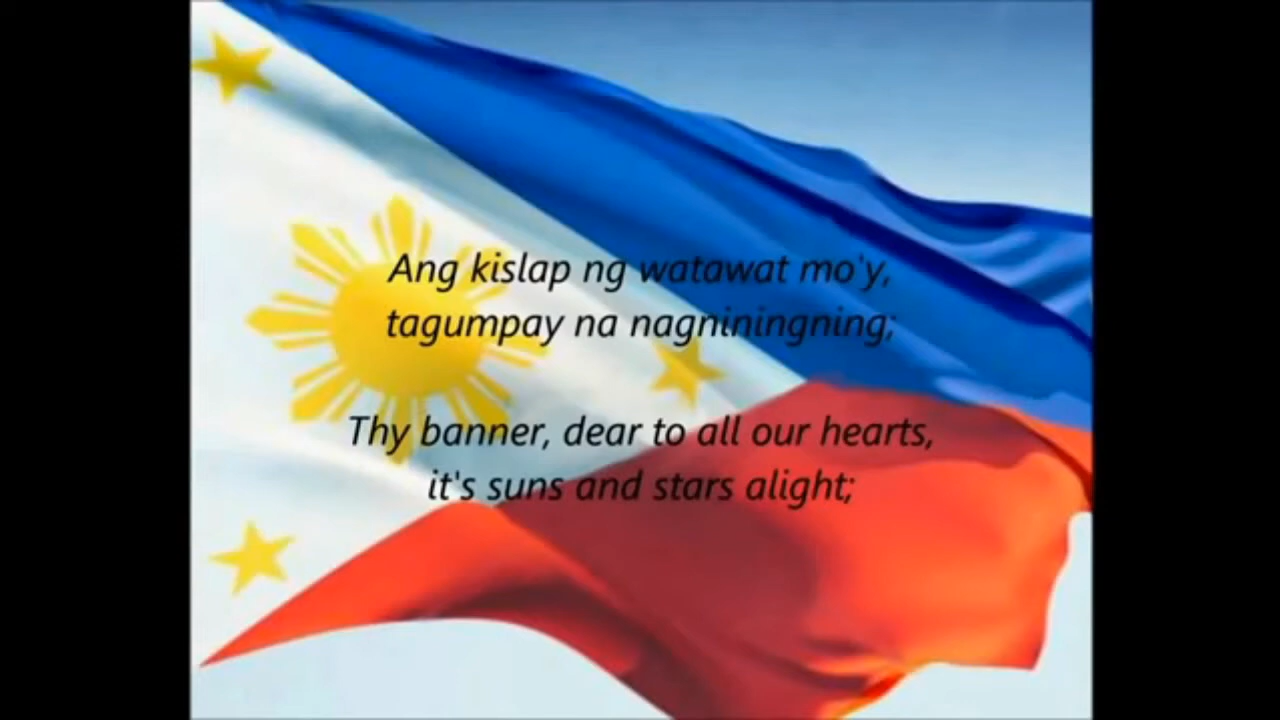 Ang kislap ng watawat mo'y,
tagumpay na nagniningning;
Thy banner, dear to all our hearts,
it's suns and stars alight;